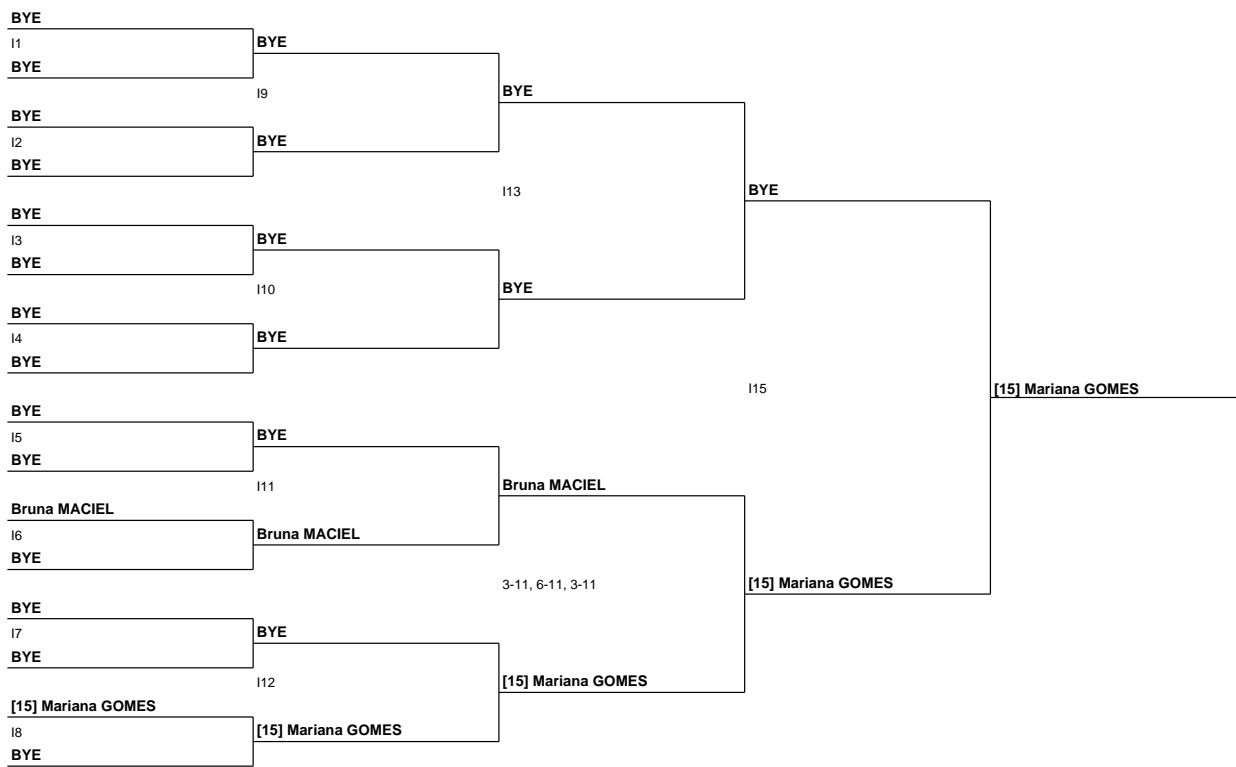 BYE
I1
BYE
BYE
I9
BYE
BYE
I2
BYE
BYE
I13
BYE
BYE
I3
BYE
BYE
I10
BYE
BYE
I4
BYE
BYE
I15
[15] Mariana GOMES
BYE
I5
BYE
BYE
I11
Bruna MACIEL
Bruna MACIEL
I6
Bruna MACIEL
BYE
3-11, 6-11, 3-11
[15] Mariana GOMES
BYE
I7
BYE
BYE
I12
[15] Mariana GOMES
[15] Mariana GOMES
I8
[15] Mariana GOMES
BYE